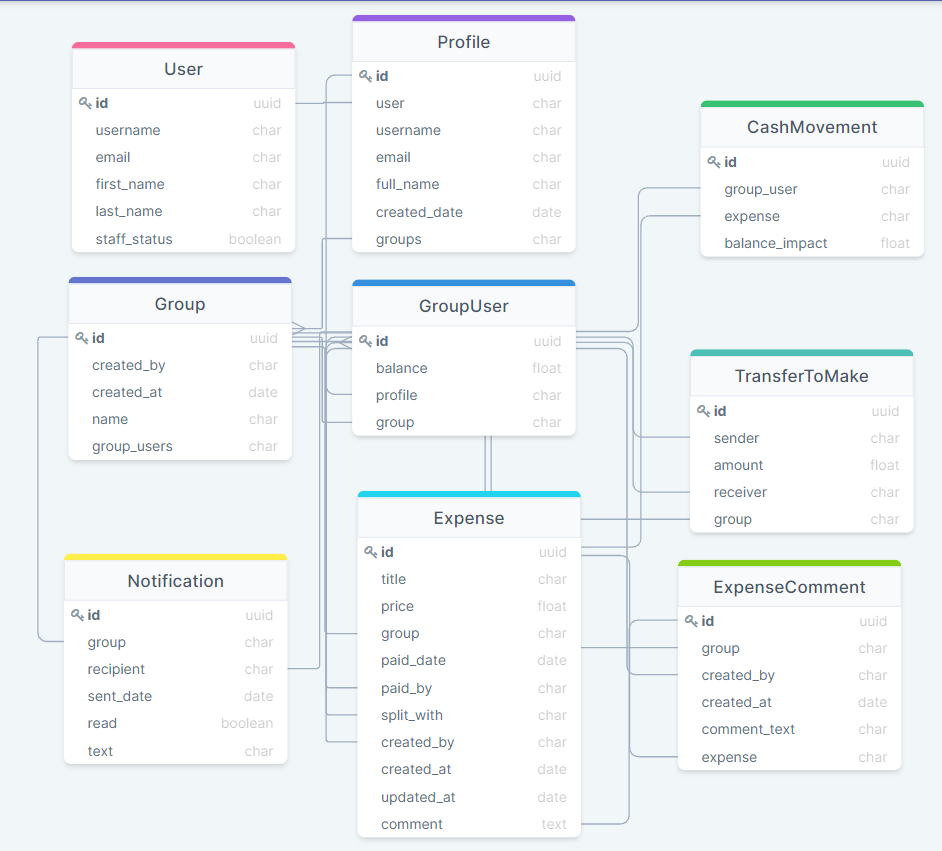 User
id uuid
username char
email char
first_name char
last_name char
staff_status boolean
Profile
id uuid
user char
username char
email char
full_name char
created_date date
groups char
CashMovement
id uuid
group_user char
expense char
balance_impact float
Group
id uuid
created_by char
created_at date
name char
group_users char
GroupUser
id uuid
balance float
profile char
group char
TransferToMake
id uuid
sender char
amount float
receiver char
group char
Notification
id uuid
group char
recipient char
sent_date date
read boolean
text char
Expense
id uuid
title char
price float
group char
paid_date date
paid_by char
split_with char
created_by char
created_at date
updated_at date
comment text
ExpenseComment
id uuid
group char
created_by char
created_at date
comment_text char
expense char